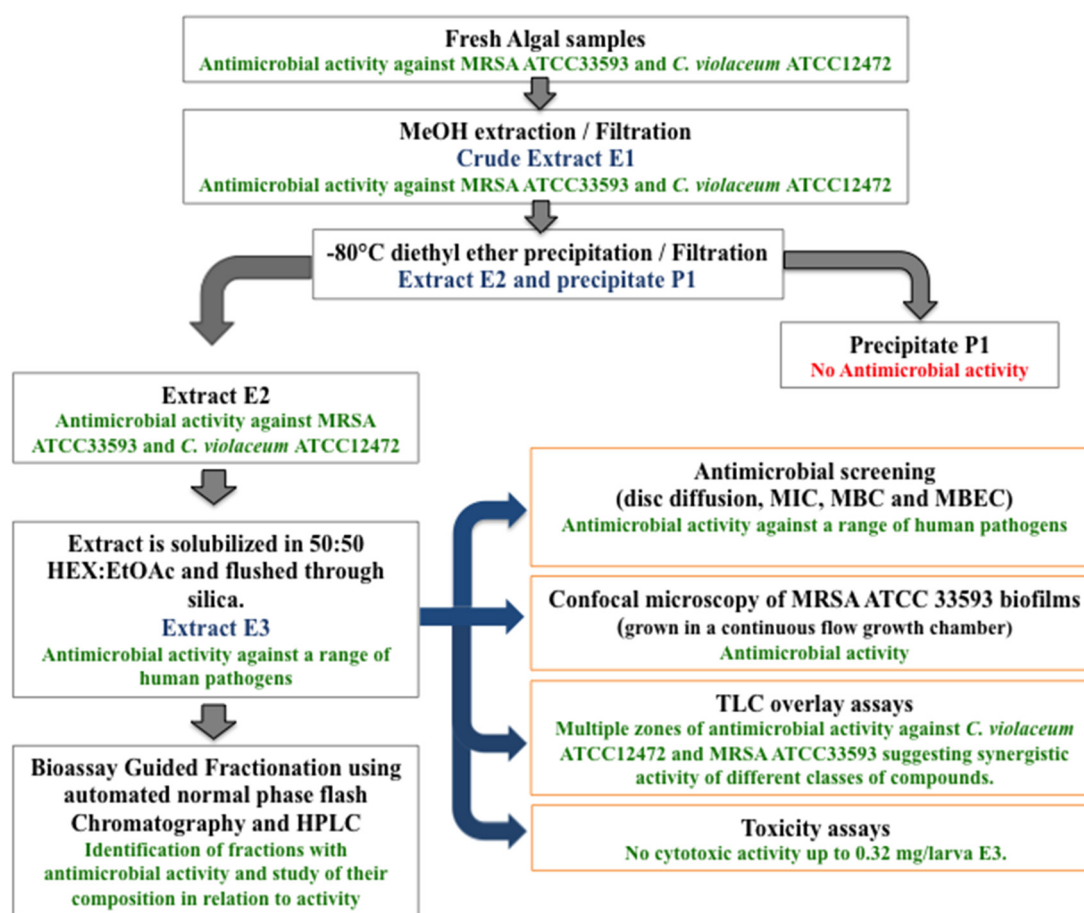 Fresh Algal samples
Antimicrobial activity against MRSA ATCC33593 and C. violaceum ATCC12472
MeOH extraction / Filtration
Crude Extract E1
Antimicrobial activity against MRSA ATCC33593 and C. violaceum ATCC12472
-80°C diethyl ether precipitation / Filtration
Extract E2 and precipitate P1
Precipitate P1
No Antimicrobial activity
Extract E2
Antimicrobial activity against MRSA
ATCC33593 and C. violaceum ATCC12472
Extract is solubilized in 50:50
HEX:EtOAc and flushed through
silica.
Extract E3
Antimicrobial activity against a range of
human pathogens
Bioassay Guided Fractionation using
automated normal phase flash
Chromatography and HPLC
Identification of fractions with
antimicrobial activity and study of their
composition in relation to activity
Antimicrobial screening
(disc diffusion, MIC, MBC and MBEC)
Antimicrobial activity against a range of human pathogens
Confocal microscopy of MRSA ATCC 33593 biofilms
(grown in a continuous flow growth chamber)
Antimicrobial activity
TLC overlay assays
Multiple zones of antimicrobial activity against C. violaceum
ATCC12472 and MRSA ATCC33593 suggesting synergistic
activity of different classes of compounds.
Toxicity assays
No cytotoxic activity up to 0.32 mg/larva E3.